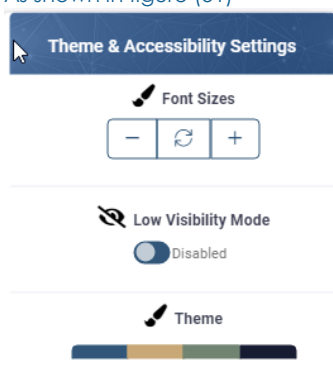 As shown in figure (01)
Theme & Accessibility Settings
Font Sizes
Low Visibility Mode
Disabled
Theme